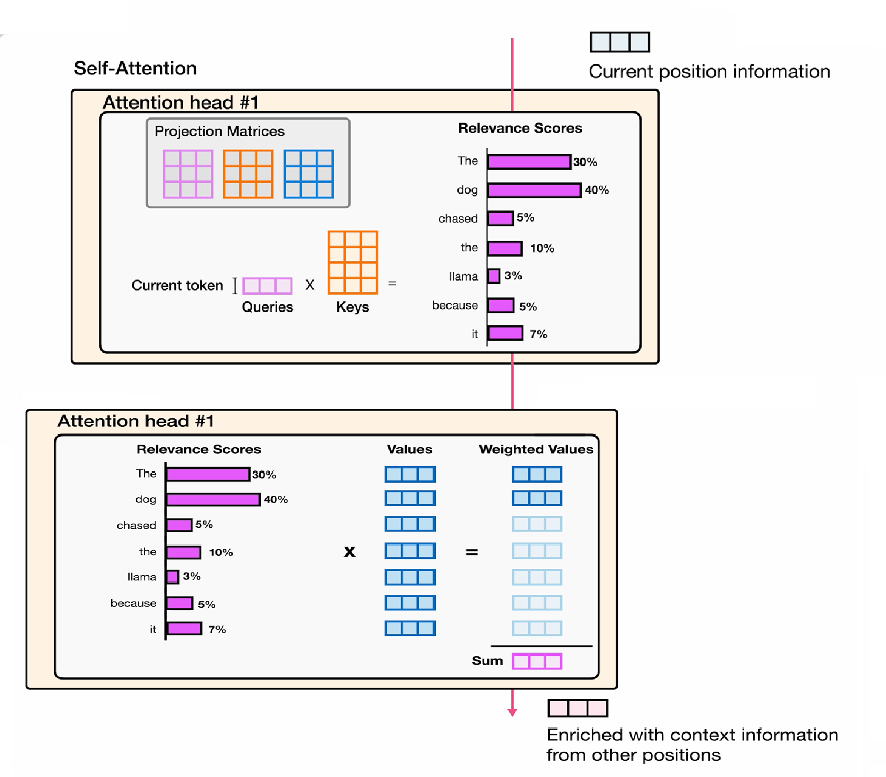 Current position information
Self-Attention
Attention head #1
Projection Matrices
Relevance Scores
The 30%
dog 40%
chased 5%
the 10%
llama 3%
because 5%
it 7%
Current token
X
=
Queries
Keys
Attention head #1
Relevance Scores
Values
Weighted Values
The 30%
dog 40%
chased 5%
the 10%
x
=
llama 3%
because 5%
it 7%
Sum
Enriched with context information
from other positions